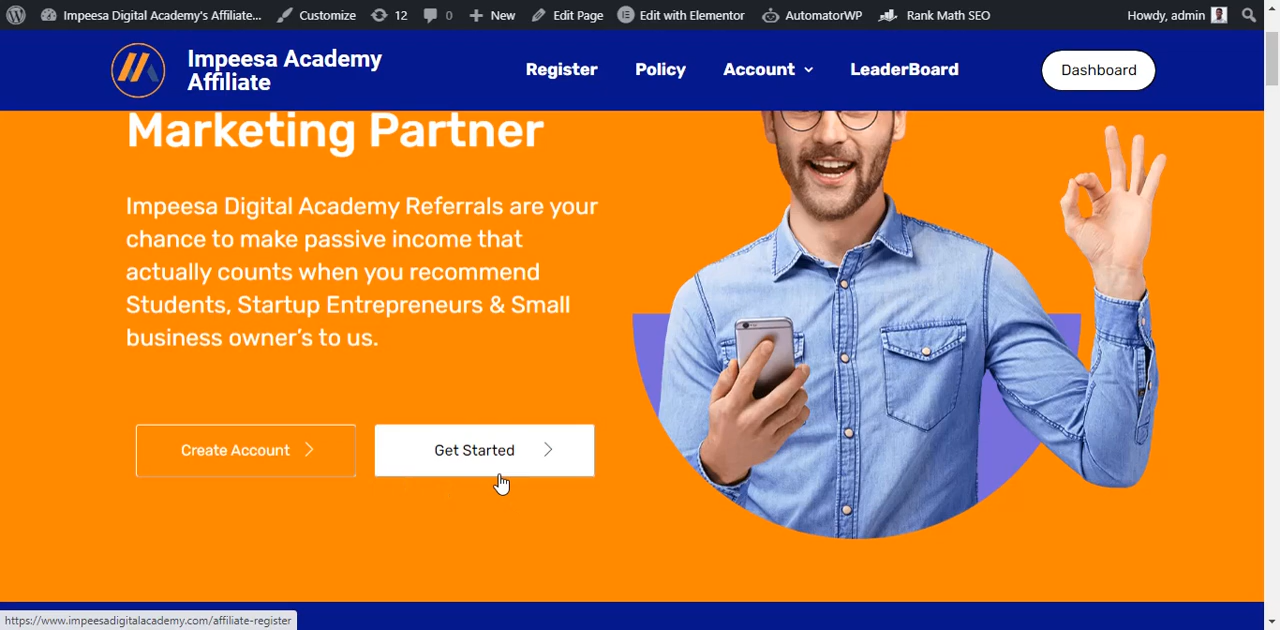 Impeesa Digital Academy's Affiliate... Customize 12 0 New Edit Page Edit with Elementor AutomatorWP Rank Math SEO Howdy, admin
Impeesa Academy
Affiliate
Register Policy Account LeaderBoard Dashboard
Marketing Partner
Impeesa Digital Academy Referrals are your
chance to make passive income that
actually counts when you recommend
Students, Startup Entrepreneurs & Small
business owner’s to us.
Create Account Get Started
https://www.impeesadigitalacademy.com/affiliate-register